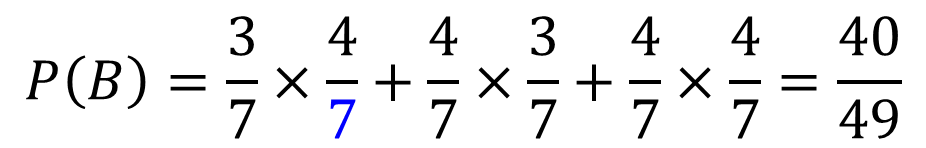 P(B) = 3/7 × 4/7 + 4/7 × 3/7 + 4/7 × 4/7 = 40/49